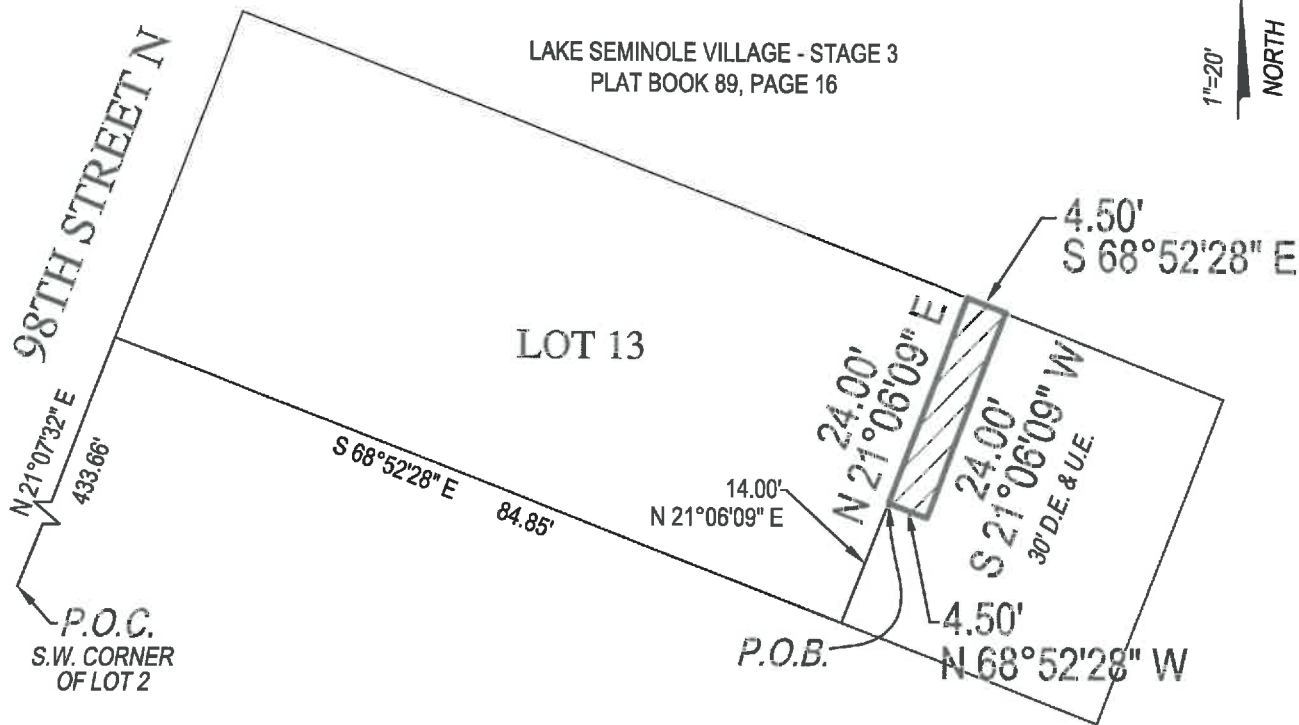 LAKE SEMINOLE VILLAGE - STAGE 3
PLAT BOOK 89, PAGE 16
1"=20'
NORTH
98TH STREET N
4.50'
S 68°52'28" E
LOT 13
24.00'
N 21°06'09" E
24.00'
S 21°06'09" W
30' D.E. & U.E.
N 21°07'32" E
433.66'
S 68°52'28" E
84.85'
14.00'
N 21°06'09" E
P.O.C.
S.W. CORNER
OF LOT 2
P.O.B.
4.50'
N 68°52'28" W